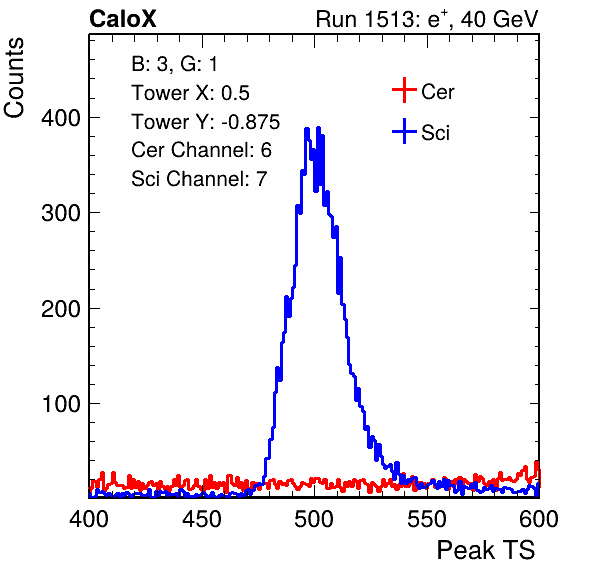 CaloX Run 1513: e⁺, 40 GeV
Counts
B: 3, G: 1
Tower X: 0.5
Tower Y: -0.875
Cer Channel: 6
Sci Channel: 7
Cer
Sci
400
300
200
100
400 450 500 550 600
Peak TS